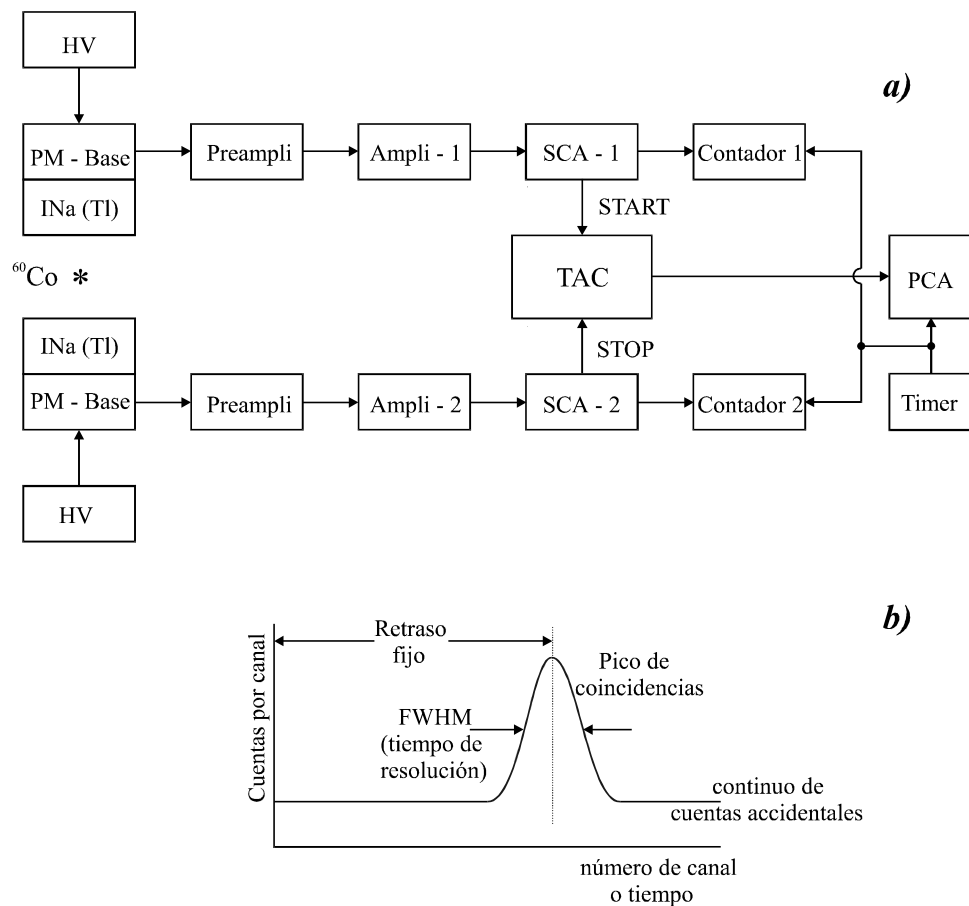 HV
a)
PM - Base
Preampli
Ampli - 1
SCA - 1
Contador 1
INa (Tl)
START
60Co *
TAC
PCA
INa (Tl)
STOP
PM - Base
Preampli
Ampli - 2
SCA - 2
Contador 2
Timer
HV
b)
Retraso
fijo
Pico de
coincidencias
Cuentas por canal
FWHM
(tiempo de
resolución)
continuo de
cuentas accidentales
número de canal
o tiempo